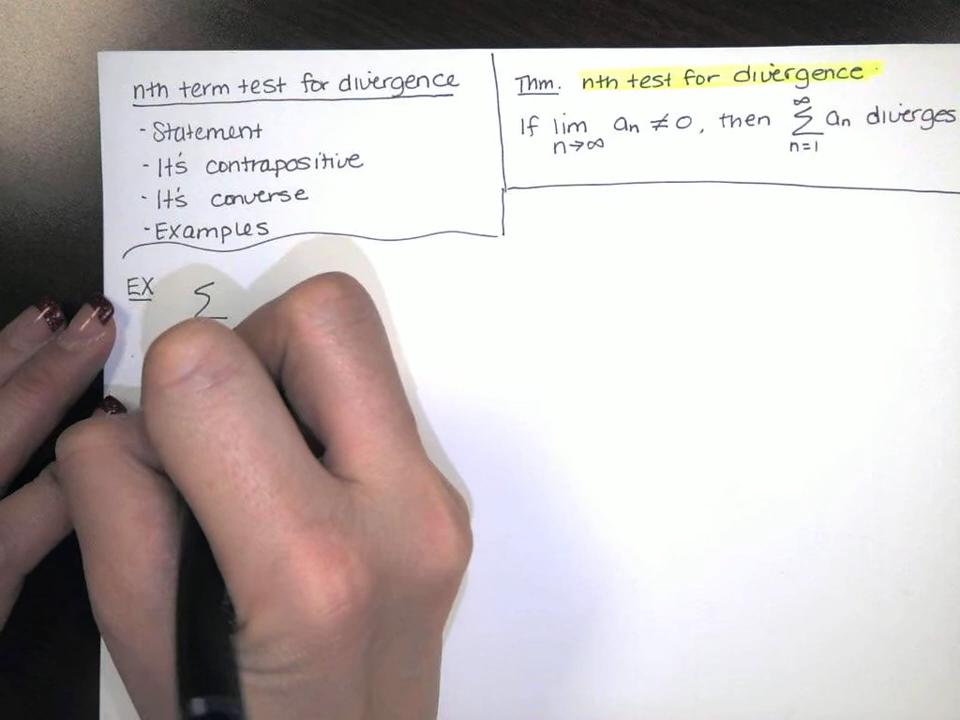 nth term test for divergence
- Statement
- It's contrapositive
- It's converse
- Examples
Thm. nth test for divergence.
If lim n→∞ an ≠ 0, then ∞ Σ n=1 an diverges
EX Σ